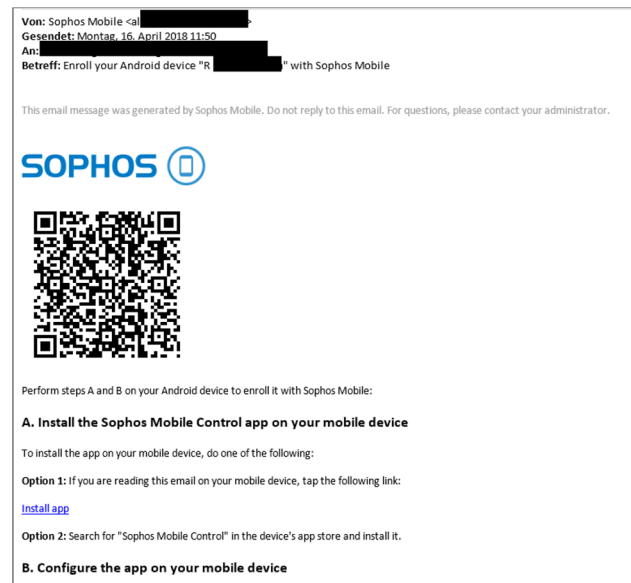 Von: Sophos Mobile <al >
Gesendet: Montag, 16. April 2018 11:50
An:
Betreff: Enroll your Android device "R " with Sophos Mobile
This email message was generated by Sophos Mobile. Do not reply to this email. For questions, please contact your administrator.
SOPHOS
Perform steps A and B on your Android device to enroll it with Sophos Mobile:
A. Install the Sophos Mobile Control app on your mobile device
To install the app on your mobile device, do one of the following:
Option 1: If you are reading this email on your mobile device, tap the following link:
Install app
Option 2: Search for "Sophos Mobile Control" in the device's app store and install it.
B. Configure the app on your mobile device